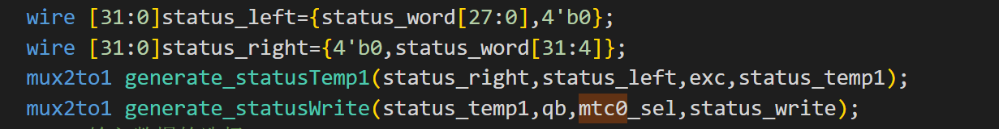 wire [31:0]status_left={status_word[27:0],4'b0};
wire [31:0]status_right={4'b0,status_word[31:4]};
mux2to1 generate_statusTemp1(status_right,status_left,exc,status_temp1);
mux2to1 generate_statusWrite(status_temp1,qb,mtc0_sel,status_write);